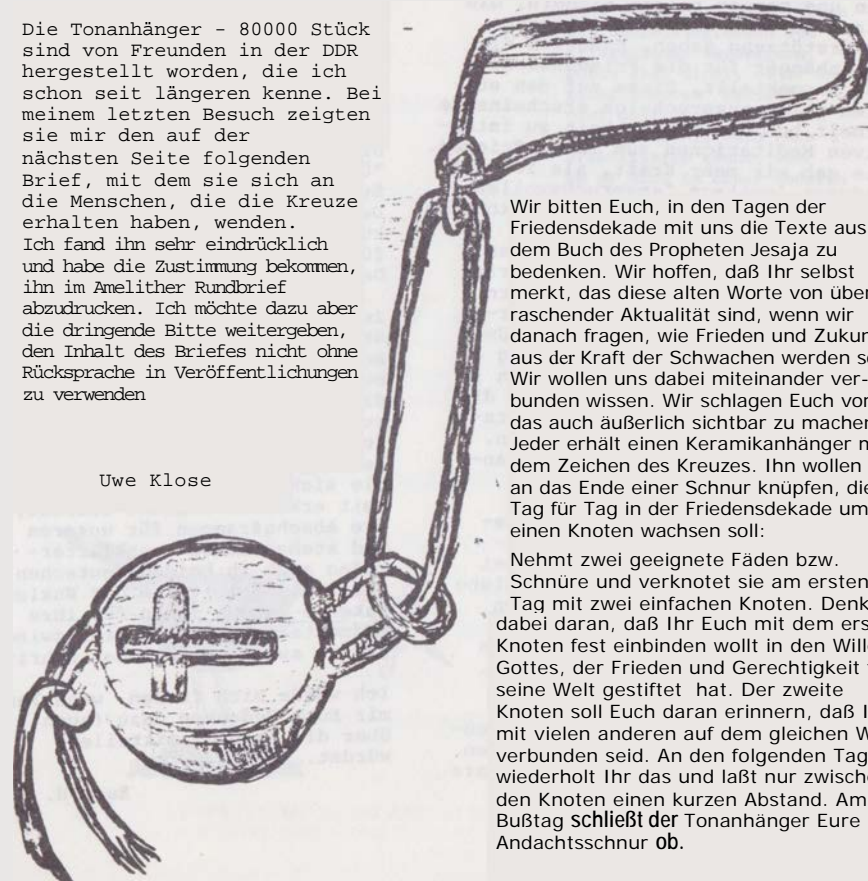 Die Tonanhänger - 80000 Stück
sind von Freunden in der DDR
hergestellt worden, die ich
schon seit längeren kenne. Bei
meinem letzten Besuch zeigten
sie mir den auf der
nächsten Seite folgenden
Brief, mit dem sie sich an
die Menschen, die die Kreuze
erhalten haben, wenden.
Ich fand ihn sehr eindrücklich
und habe die Zustimmung bekommen,
ihn im Amelither Rundbrief
abzudrucken. Ich möchte dazu aber
die dringende Bitte weitergeben,
den Inhalt des Briefes nicht ohne
Rücksprache in Veröffentlichungen
zu verwenden
Uwe Klose
Wir bitten Euch, in den Tagen der
Friedensdekade mit uns die Texte aus
dem Buch des Propheten Jesaja zu
bedenken. Wir hoffen, daß Ihr selbst
merkt, das diese alten Worte von über
raschender Aktualität sind, wenn wir
danach fragen, wie Frieden und
aus der Kraft der Schwachen werden
Wir wollen uns dabei miteinander ver-
bunden wissen. Wir schlagen Euch vor
das auch äußerlich sichtbar zu machen
Jeder erhält einen Keramikanhänger
dem Zeichen des Kreuzes. Ihn wollen
an das Ende einer Schnur knüpfen, die
Tag für Tag in der Friedensdekade um
einen Knoten wachsen soll:
Nehmt zwei geeignete Fäden bzw.
Schnüre und verknotet sie am ersten
Tag mit zwei einfachen Knoten. Denk
dabei daran, daß Ihr Euch mit dem
Knoten fest einbinden wollt in den
Gottes, der Frieden und Gerechtigkeit
seine Welt gestiftet hat. Der zweite
Knoten soll Euch daran erinnern, daß
mit vielen anderen auf dem gleichen
verbunden seid. An den folgenden Tag
wiederholt Ihr das und laßt nur
den Knoten einen kurzen Abstand. Am
Bußtag schließt der Tonanhänger Eure
Andachtsschnur ob.